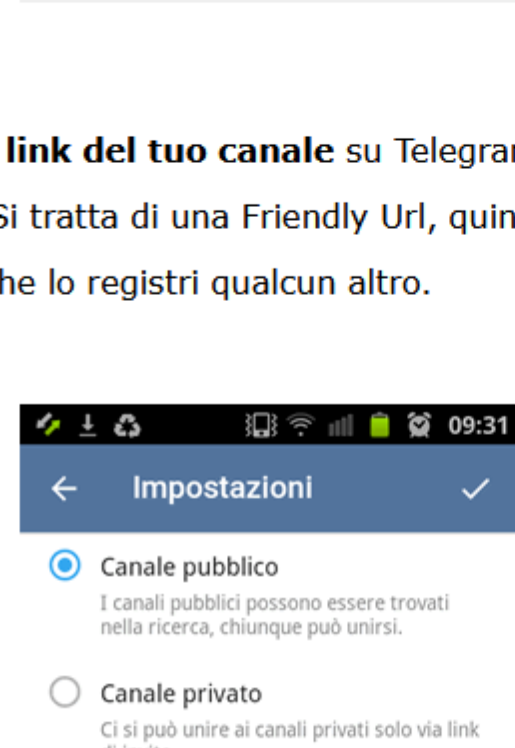 link del tuo canale su Telegra
Si tratta di una Friendly Url, quin
he lo registri qualcun altro.
09:31
Impostazioni
Canale pubblico
I canali pubblici possono essere trovati
nella ricerca, chiunque può unirsi.
Canale privato
Ci si può unire ai canali privati solo via link